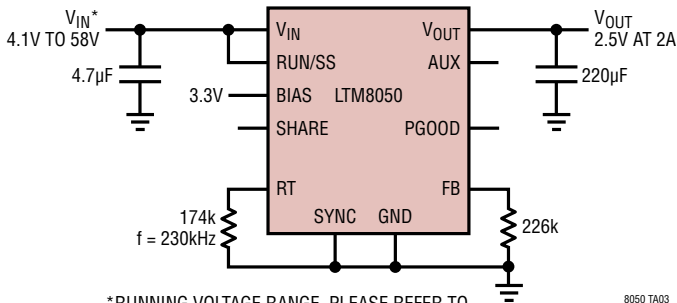 VIN*
4.1V TO 58V
4.7µF
VIN
RUN/SS
BIAS
SHARE
RT
3.3V
LTM8050
VOUT
AUX
PGOOD
FB
SYNC GND
VOUT
2.5V AT 2A
220µF
174k
f = 230kHz
226k
*RUNNING VOLTAGE RANGE. PLEASE REFER TO
8050 TA03